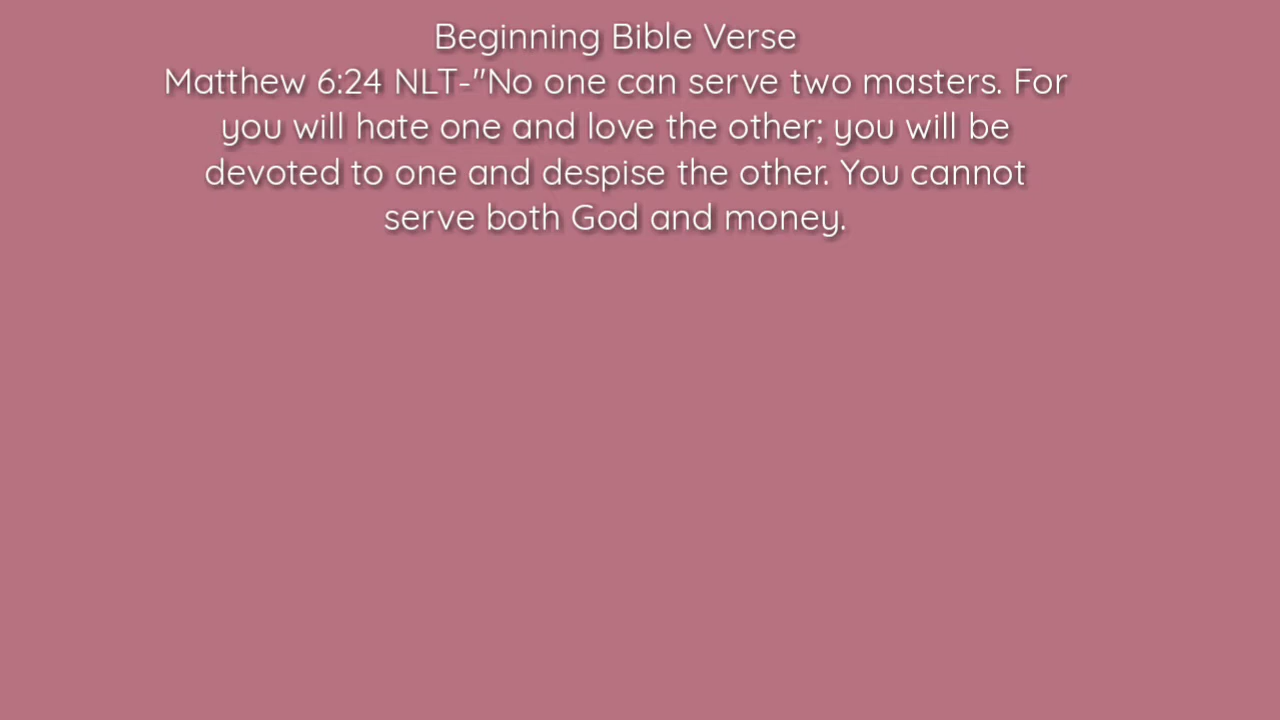 Beginning Bible Verse
Matthew 6:24 NLT-"No one can serve two masters. For
you will hate one and love the other; you will be
devoted to one and despise the other. You cannot
serve both God and money.